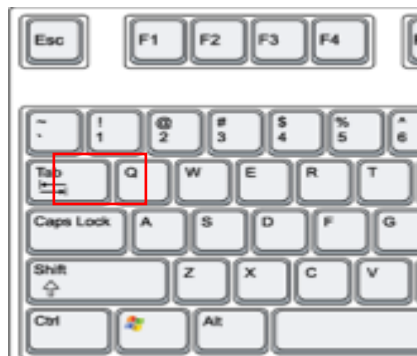 Esc F1 F2 F3 F4
~ ! @ # $ % ^
` 1 2 3 4 5 6
Tab Q W E R T
Caps Lock A S D F G
Shift Z X C V
Ctrl Alt